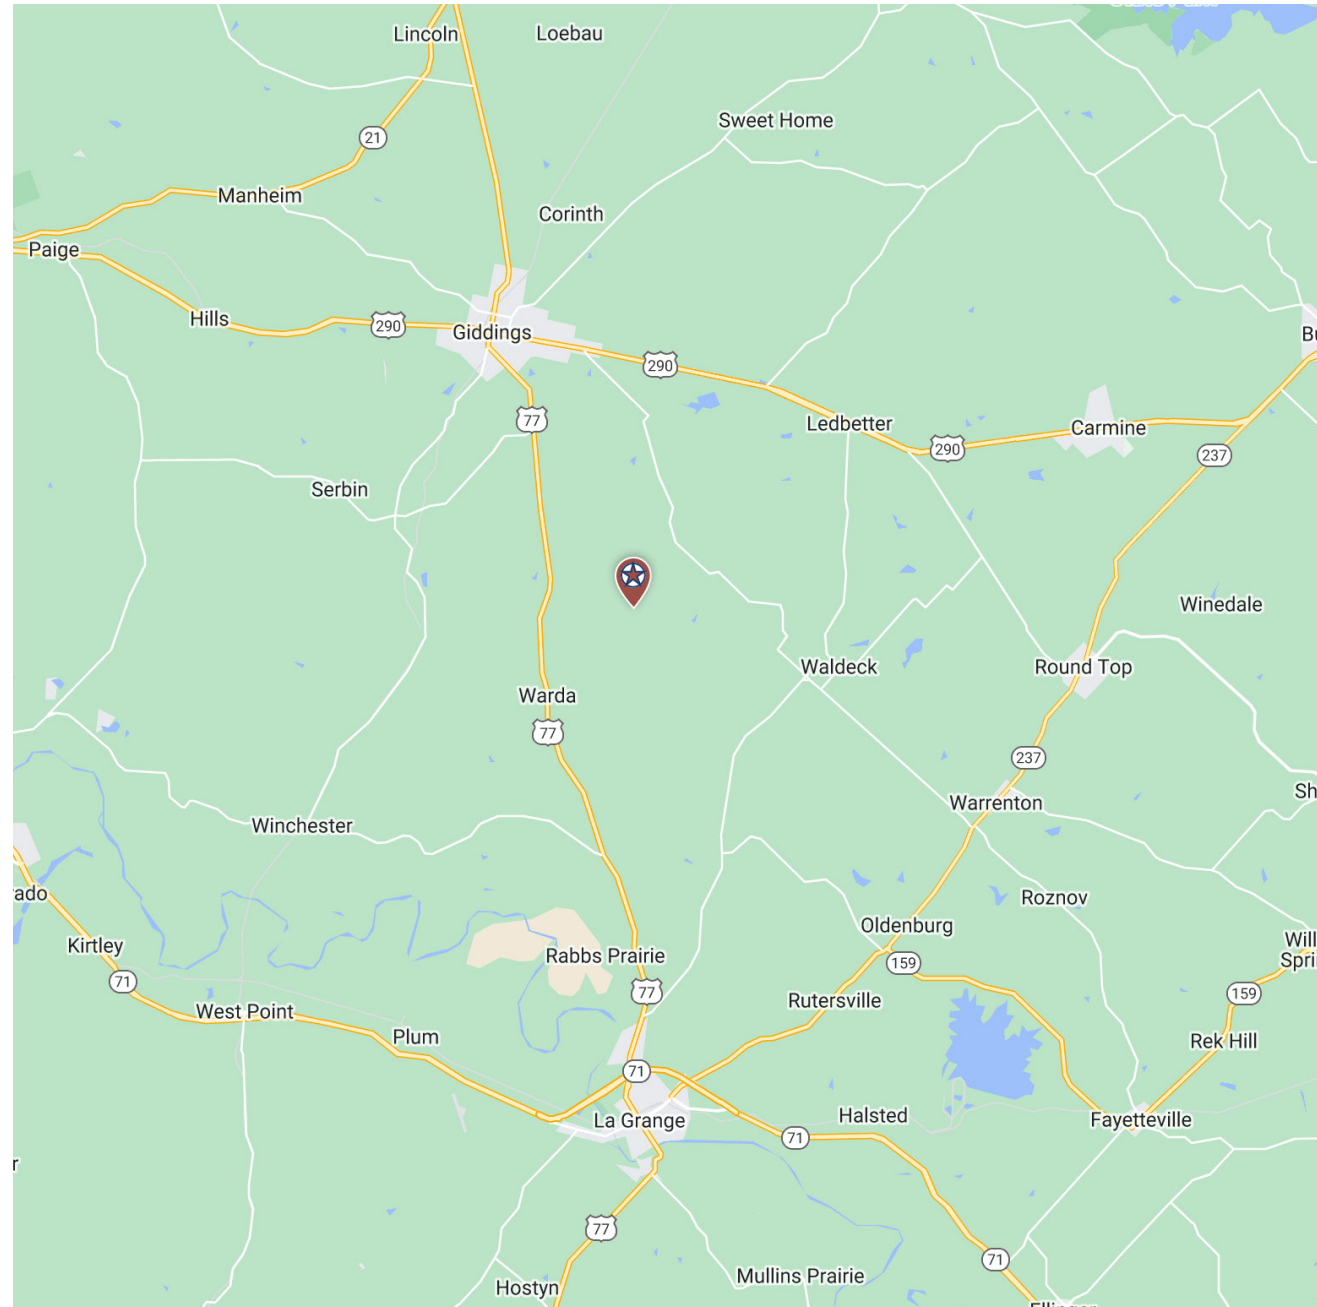 Lincoln
Loebau
Sweet Home
21
Manheim
Corinth
Paige
Hills
290
Giddings
290
77
Ledbetter
Carmine
290
237
Serbin
Winedale
Waldeck
Round Top
Warda
77
237
Warrenton
Winchester
Roznov
Oldenburg
Kirtley
Rabbs Prairie
159
71
77
159
West Point
Rutersville
Plum
Rek Hill
71
La Grange
Halsted
Fayetteville
71
77
71
Mullins Prairie
Hostyn